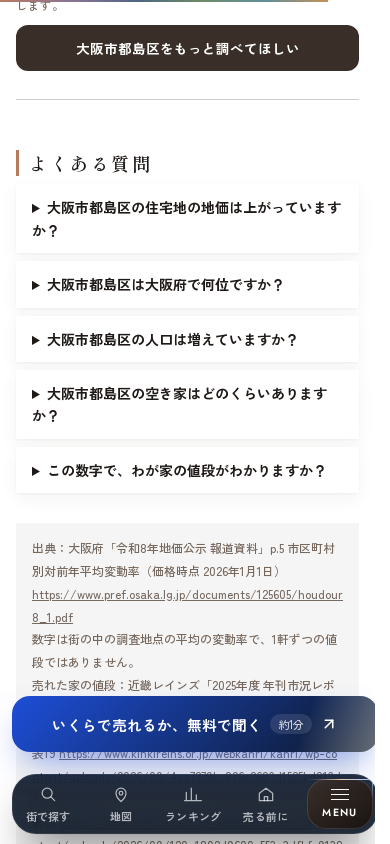 します。
大阪市都島区をもっと調べてほしい
よくある質問
▶ 大阪市都島区の住宅地の地価は上がっています
か？
▶ 大阪市都島区は大阪府で何位ですか？
▶ 大阪市都島区の人口は増えていますか？
▶ 大阪市都島区の空き家はどのくらいあります
か？
▶ この数字で、わが家の値段がわかりますか？
出典：大阪府「令和8年地価公示 報道資料」p.5 市区町村
別対前年平均変動率（価格時点 2026年1月1日）
https://www.pref.osaka.lg.jp/documents/125605/houdour
8_1.pdf
数字は街の中の調査地点の平均の変動率で、1軒ずつの値
段ではありません。
売れた家の値段：近畿レインズ「2025年度 年刊市況レポ
いくらで売れるか、無料で聞く 約1分
表19 https://www.kinkireins.or.jp/webkanri/kanri/wp-co
街で探す
地図
ランキング
売る前に
MENU